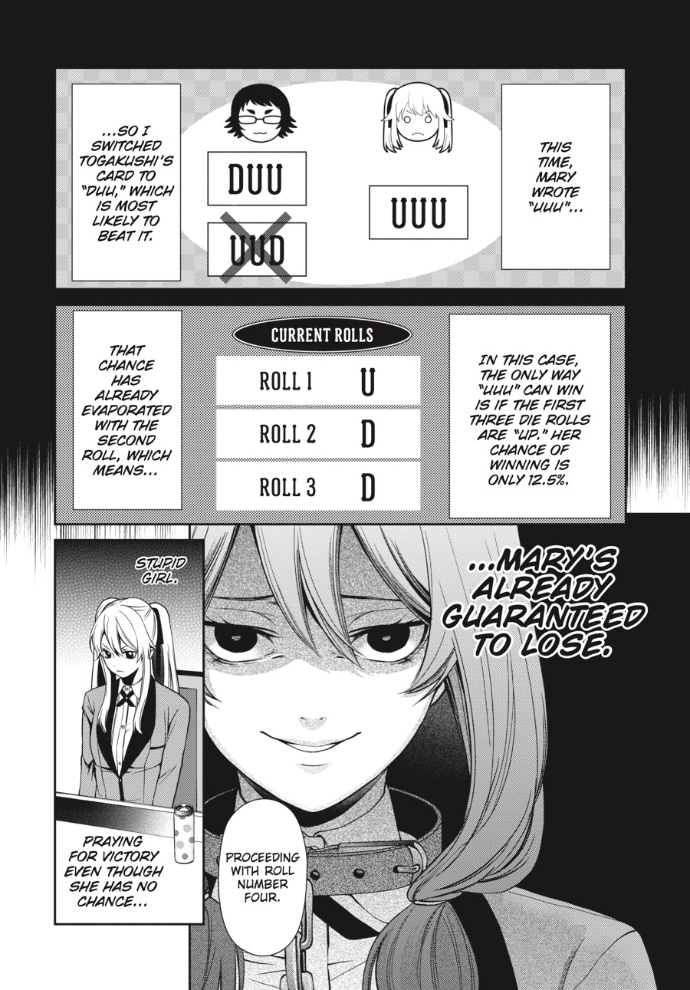 THIS
TIME,
MARY
WROTE
"UUU"...
UUU
DUU
UUD
...SO I
SWITCHED
TOGAKUSHI'S
CARD TO
"DUU," WHICH
IS MOST
LIKELY TO
BEAT IT.
IN THIS CASE,
THE ONLY WAY
"UUU" CAN WIN
IS IF THE FIRST
THREE DIE ROLLS
ARE "UP." HER
CHANCE OF
WINNING IS
ONLY 12.5%.
CURRENT ROLLS
ROLL 1 U
ROLL 2 D
ROLL 3 D
THAT
CHANCE
HAS
ALREADY
EVAPORATED
WITH THE
SECOND
ROLL, WHICH
MEANS...
...MARY'S
ALREADY
GUARANTEED
TO LOSE.
PROCEEDING
WITH ROLL
NUMBER
FOUR.
STUPID
GIRL.
PRAYING
FOR VICTORY
EVEN THOUGH
SHE HAS NO
CHANCE...